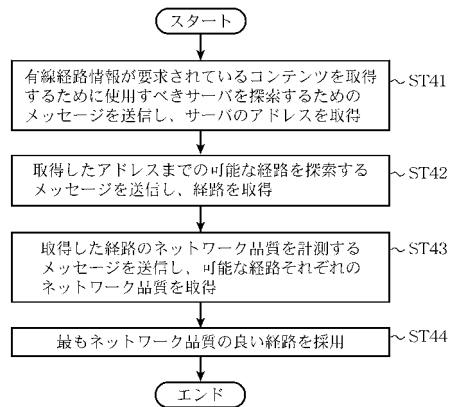 スタート
有線経路情報が要求されているコンテンツを取得
するために使用すべきサーバを探索するための
メッセージを送信し、サーバのアドレスを取得
ST41
取得したアドレスまでの可能な経路を探索する
メッセージを送信し、経路を取得
ST42
取得した経路のネットワーク品質を計測する
メッセージを送信し、可能な経路それぞれの
ネットワーク品質を取得
ST43
最もネットワーク品質の良い経路を採用
ST44
エンド